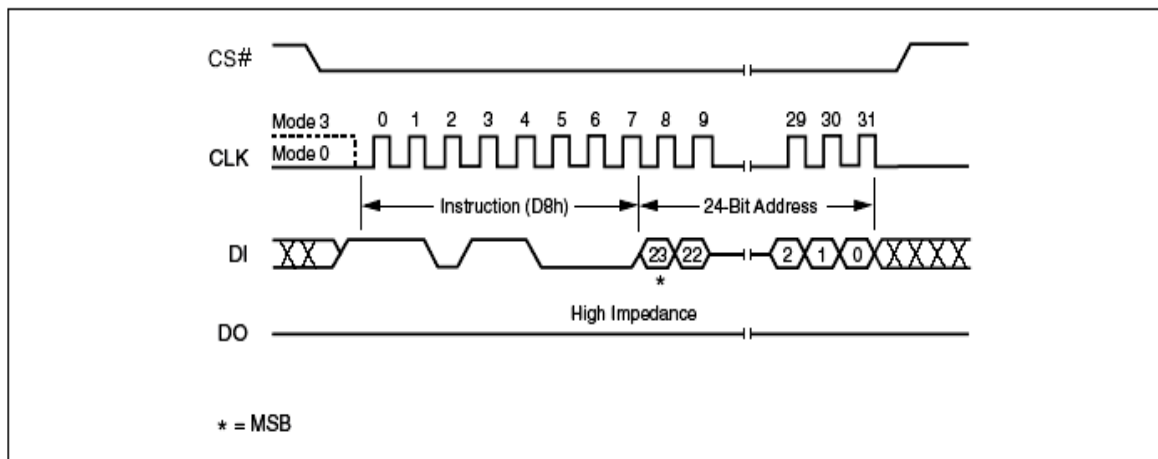 CS#
Mode 3
0 1 2 3 4 5 6 7 8 9 29 30 31
CLK
Mode 0
Instruction (D8h) 24-Bit Address
DI
23 22 2 1 0
*
High Impedance
DO
* = MSB